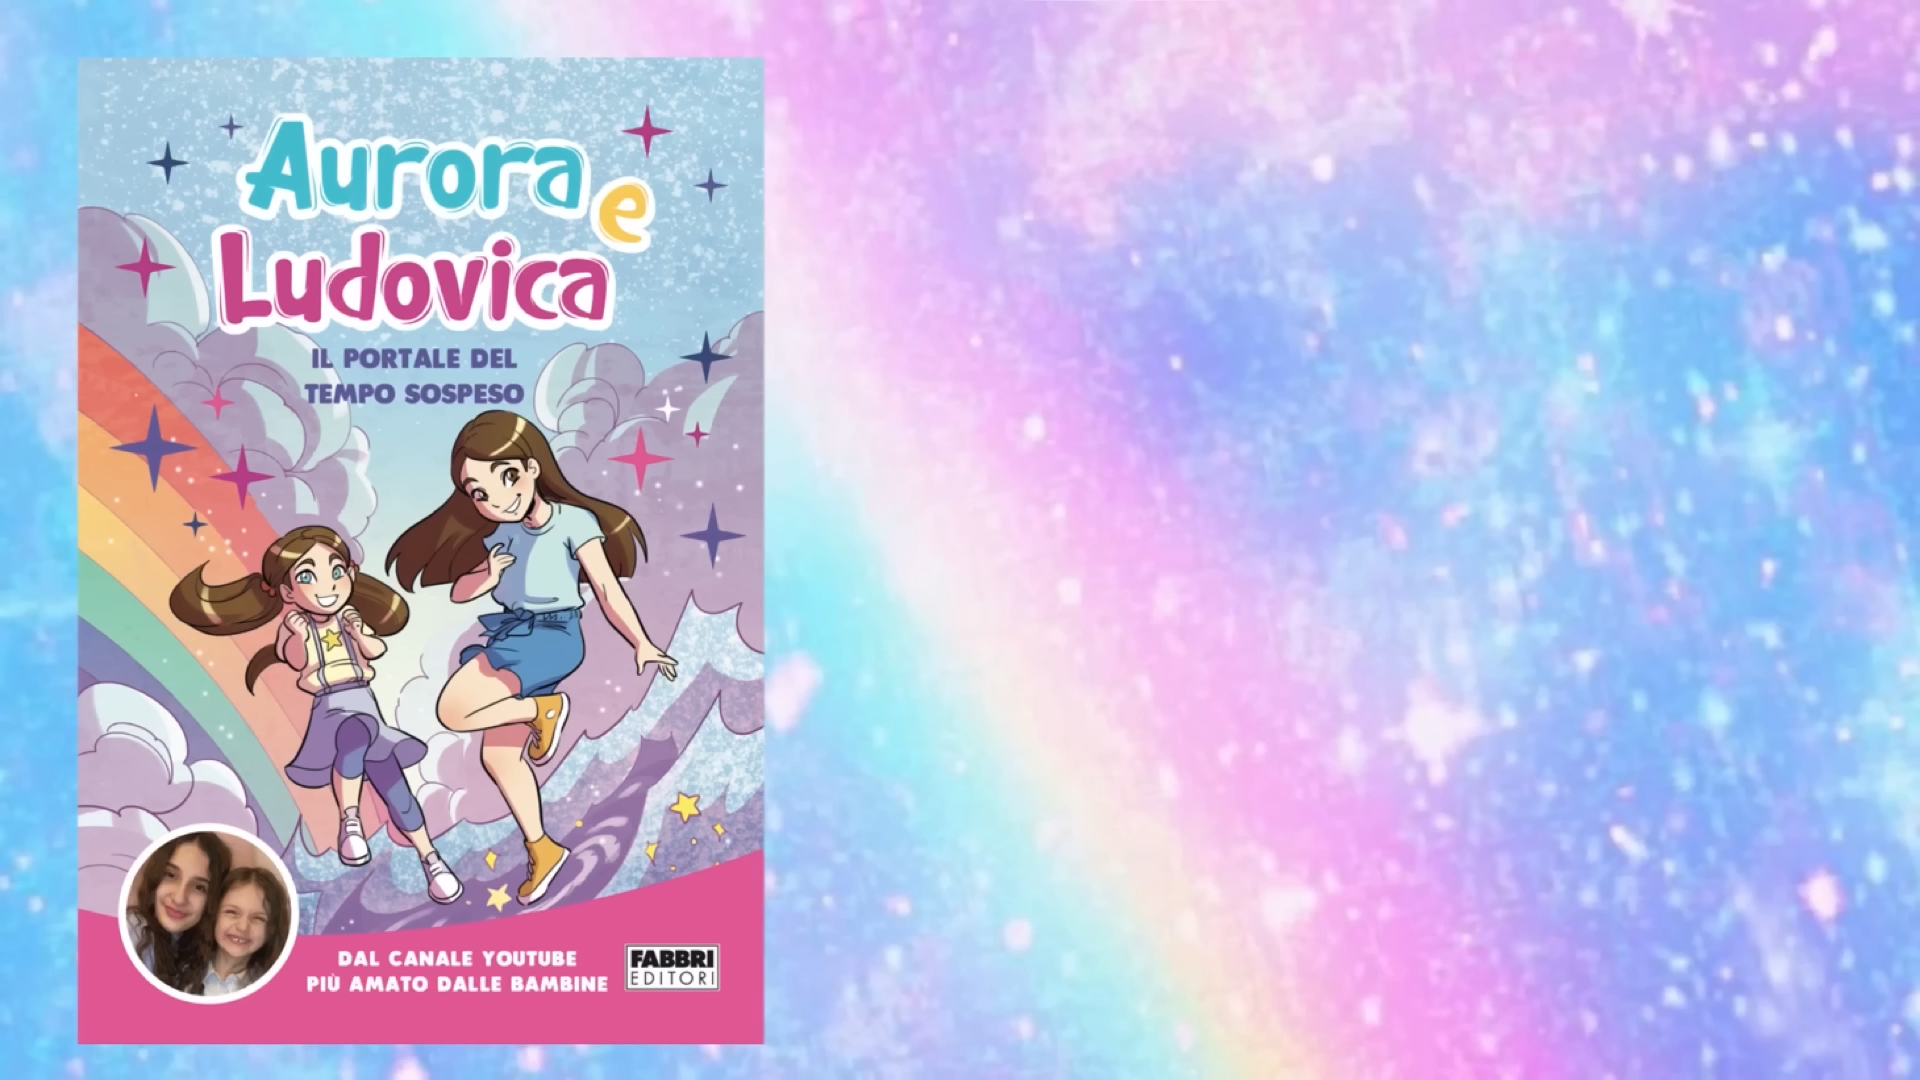 Aurora e
Ludovica
IL PORTALE DEL
TEMPO SOSPESO
DAL CANALE YOUTUBE
PIÙ AMATO DALLE BAMBINE
FABBRI
EDITORI